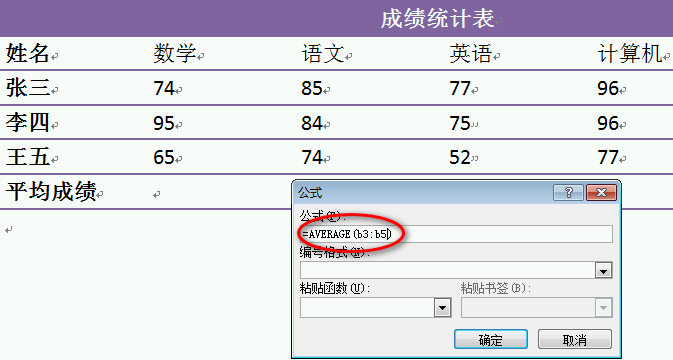 成绩统计表
姓名 数学 语文 英语 计算机
张三 74 85 77 96
李四 95 84 75 96
王五 65 74 52 77
平均成绩
公式
公式(F):
=AVERAGE(b3:b5)
编号格式(N):
粘贴函数(U): 粘贴书签(B):
确定 取消